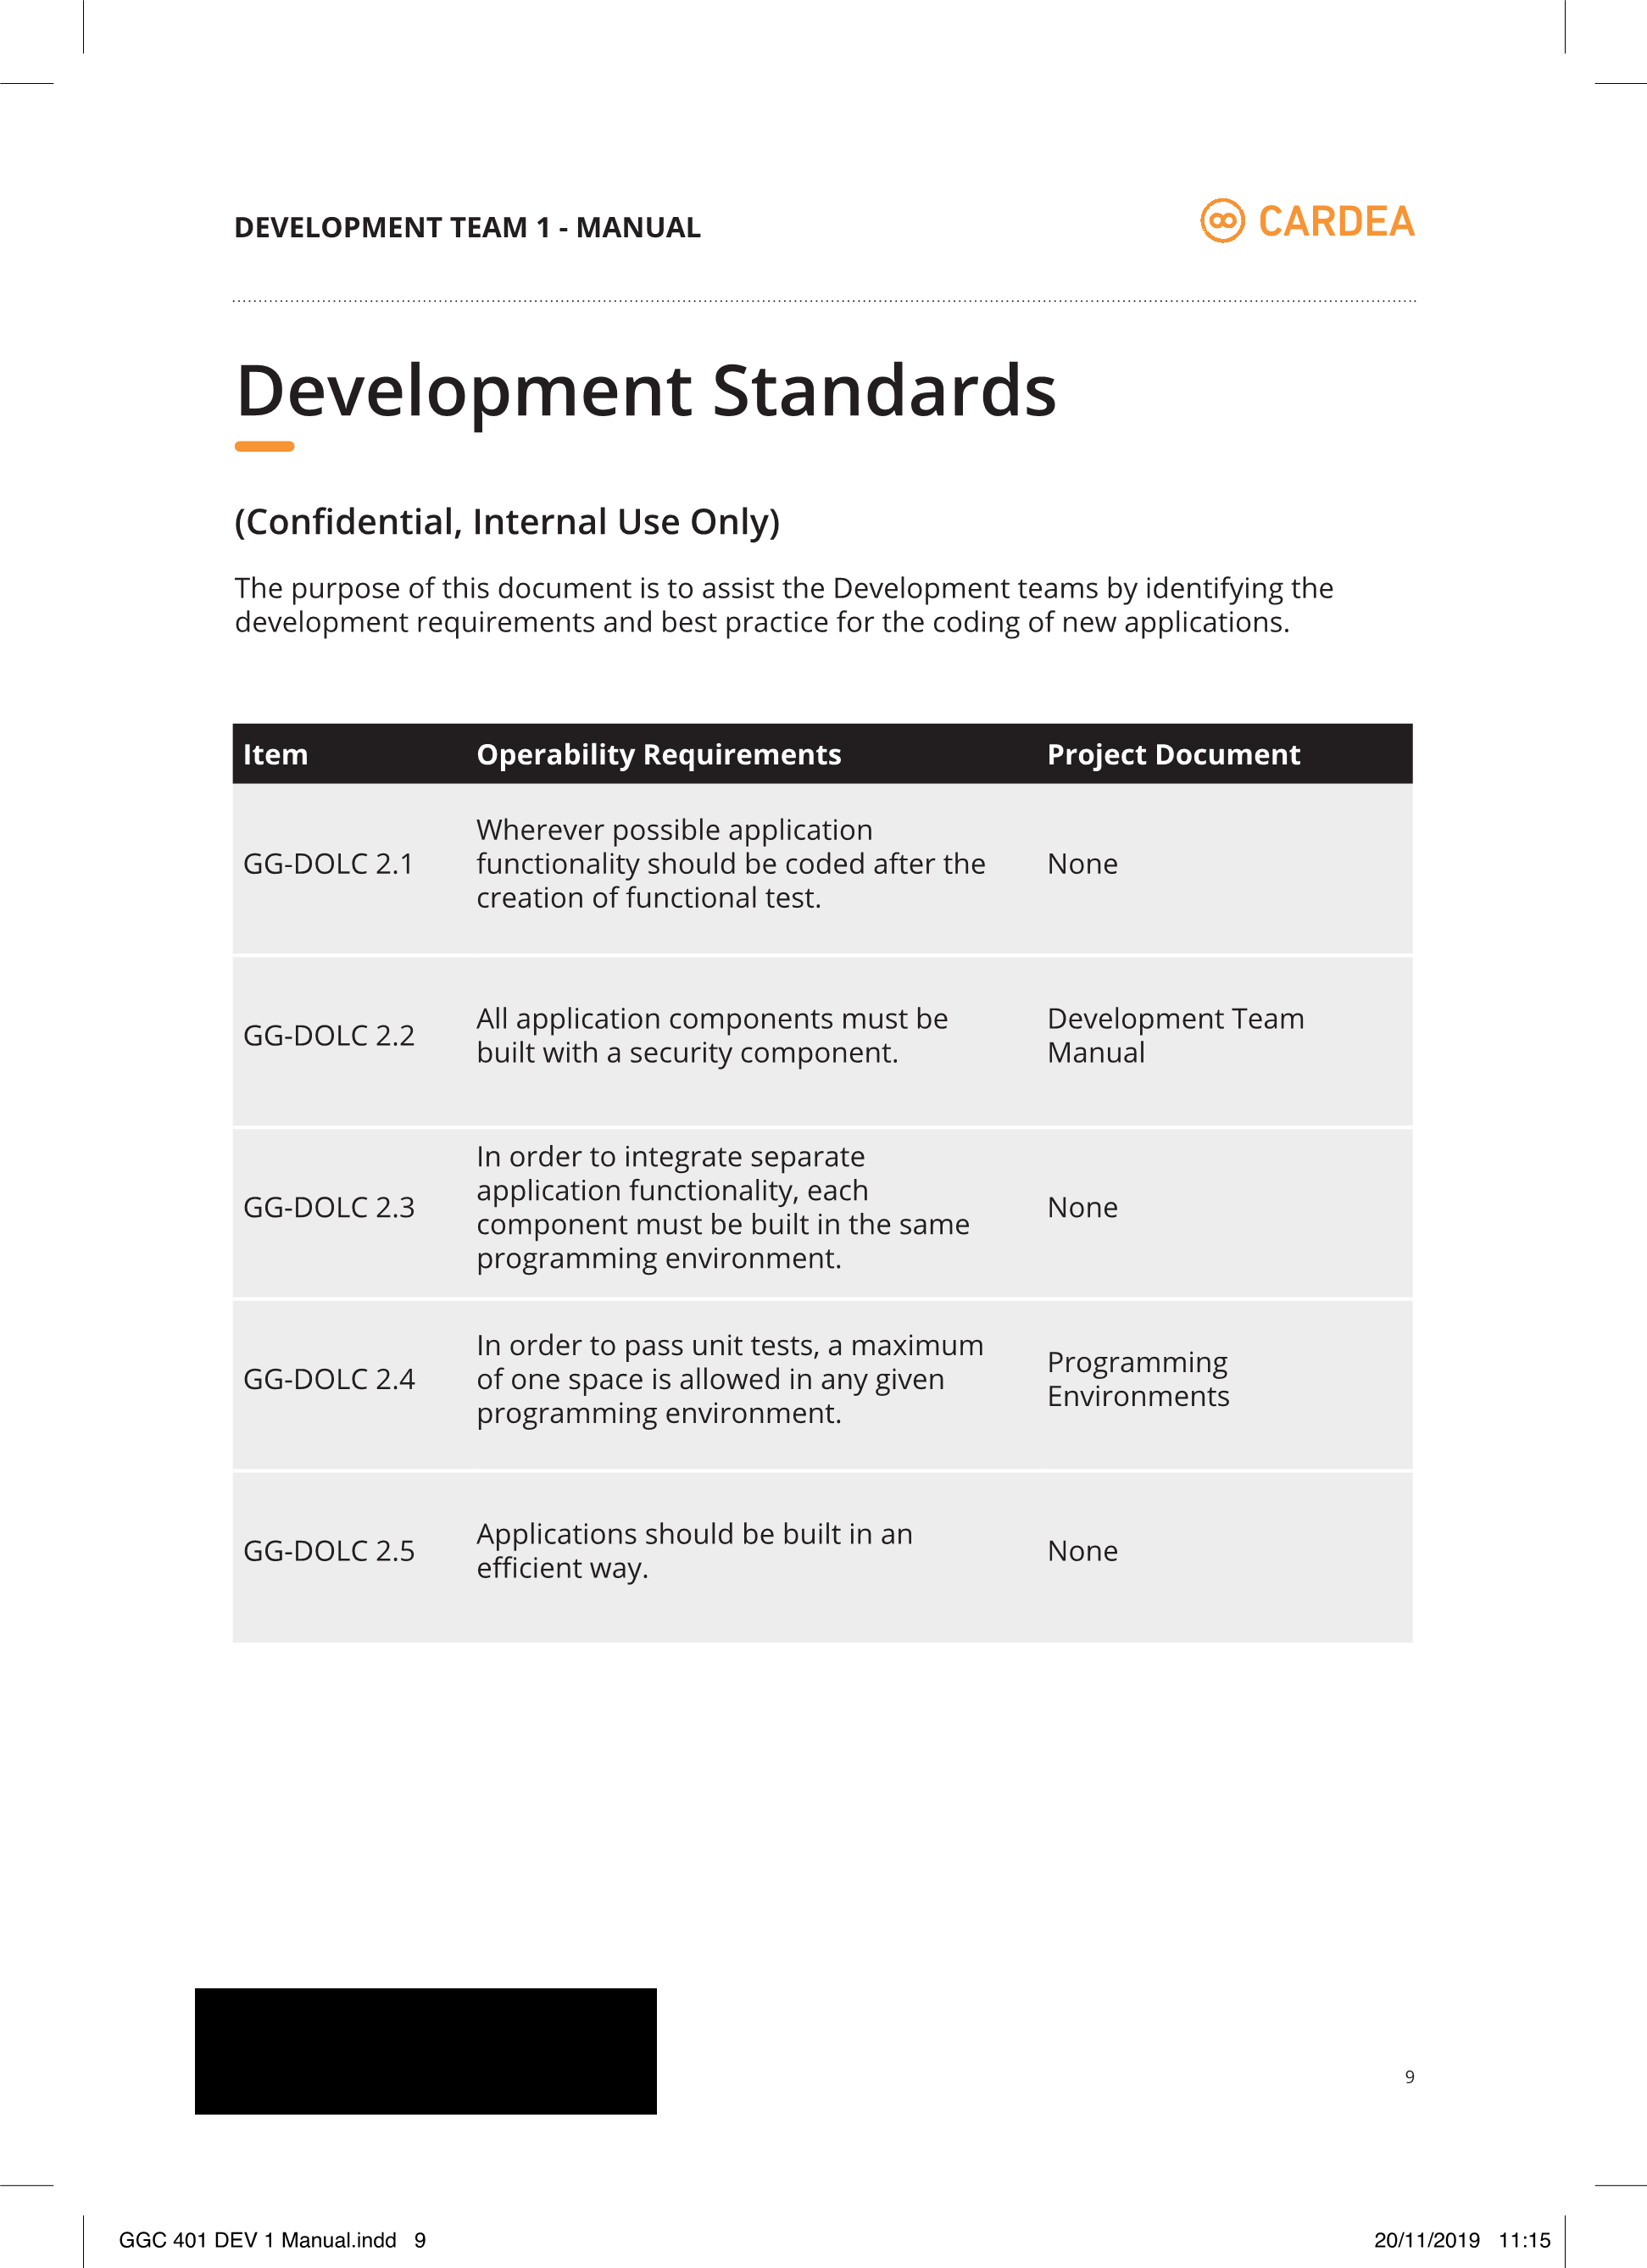 DEVELOPMENT TEAM 1 - MANUAL
CARDEA
Development Standards
(Confidential, Internal Use Only)
The purpose of this document is to assist the Development teams by identifying the
development requirements and best practice for the coding of new applications.
Item Operability Requirements Project Document
GG-DOLC 2.1
Wherever possible application
functionality should be coded after the
creation of functional test.
None
GG-DOLC 2.2
All application components must be
built with a security component.
Development Team
Manual
GG-DOLC 2.3
In order to integrate separate
application functionality, each
component must be built in the same
programming environment.
None
GG-DOLC 2.4
In order to pass unit tests, a maximum
of one space is allowed in any given
programming environment.
Programming
Environments
GG-DOLC 2.5
Applications should be built in an
efficient way.
None
9
GGC 401 DEV 1 Manual.indd 9
20/11/2019 11:15